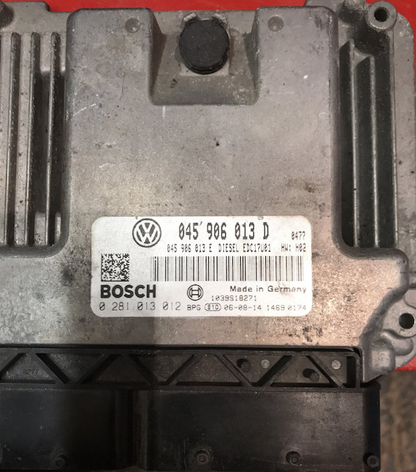 045 906 013 D 0477
045 906 013 E DIESEL EDC17U01 HW: H02
BOSCH
Made in Germany
1039S18271
0 281 013 012 BPG E10 06-08-14 1469 0174